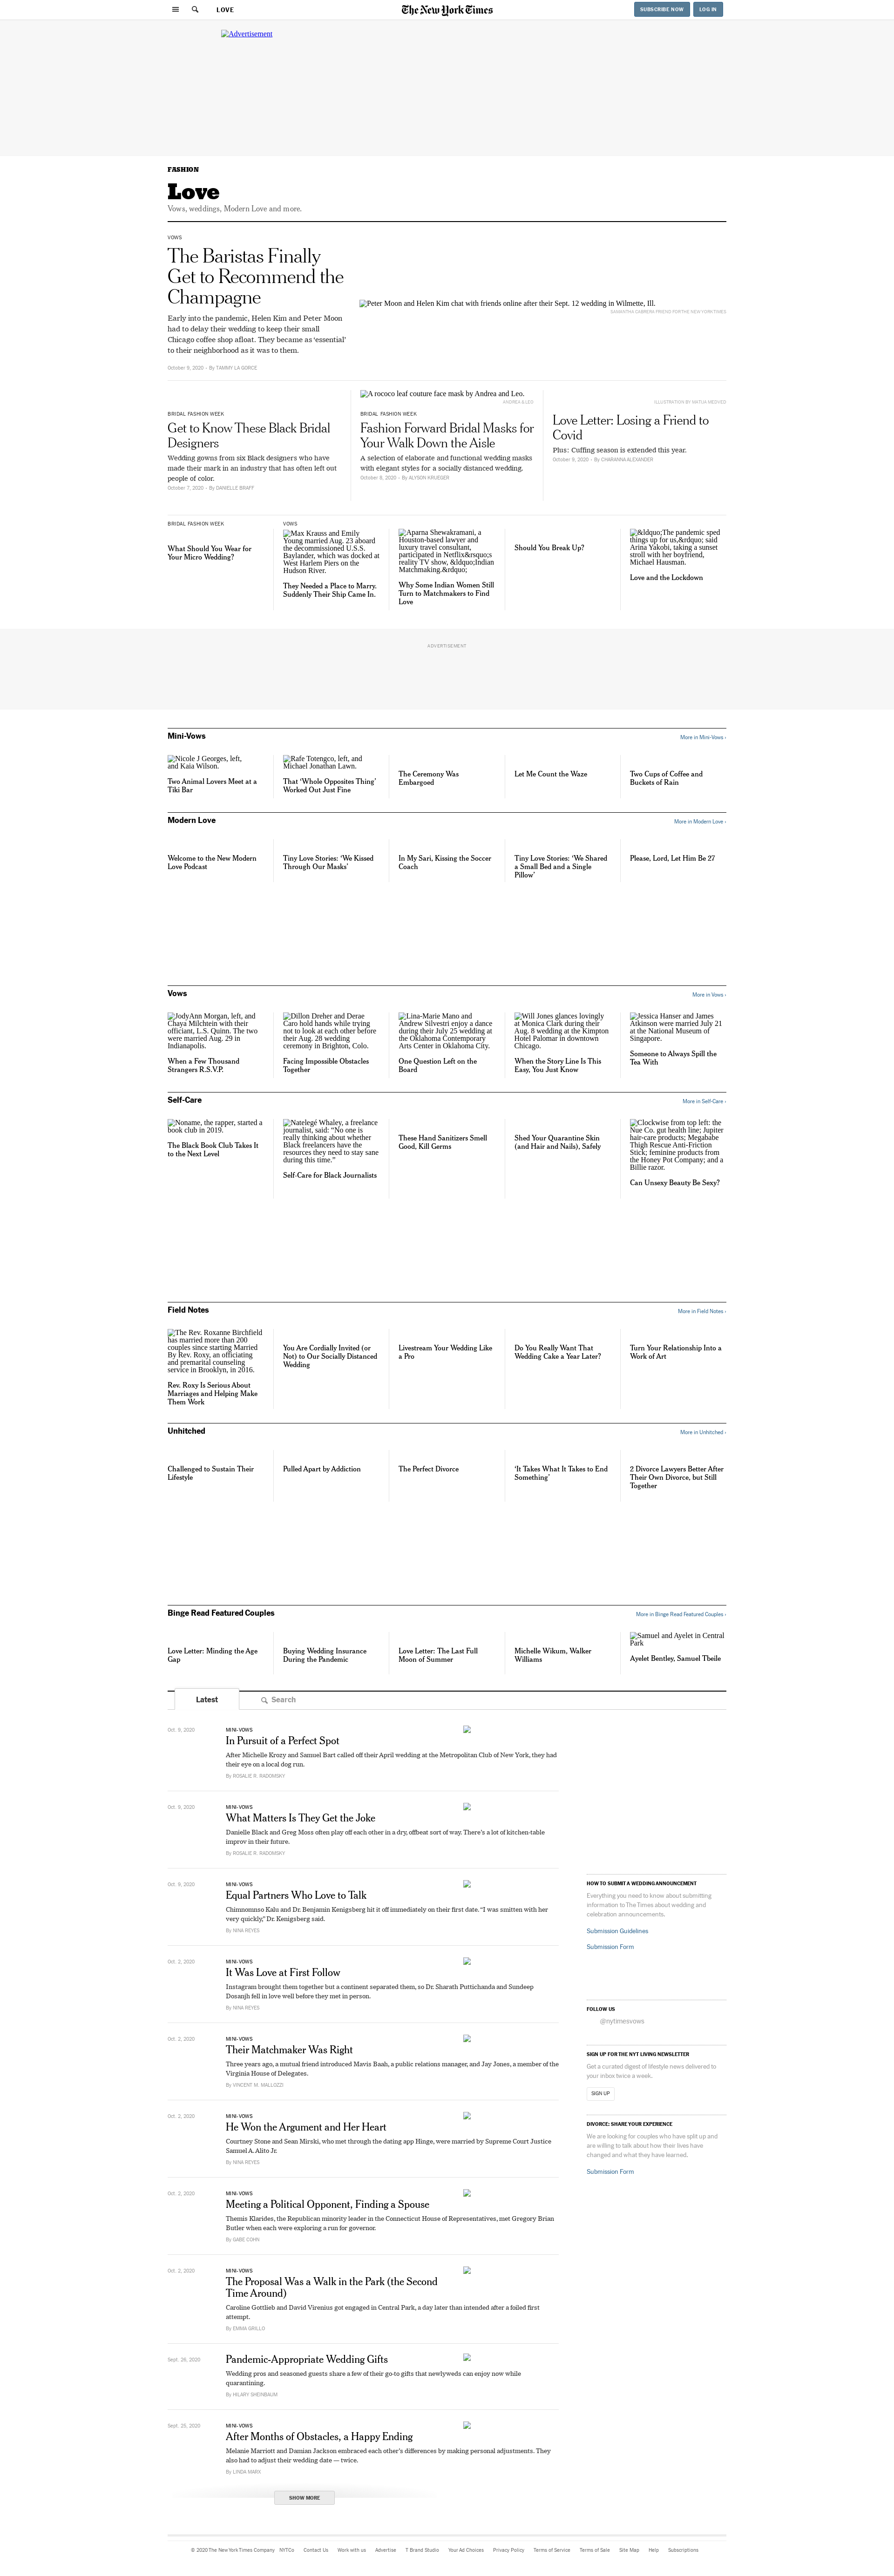 LOVE
The New York Times
SUBSCRIBE NOW
LOG IN
Advertisement
FASHION
Love
Vows, weddings, Modern Love and more.
VOWS
The Baristas Finally
Get to Recommend the
Champagne
Early into the pandemic, Helen Kim and Peter Moon
had to delay their wedding to keep their small
Chicago coffee shop afloat. They became as ‘essential’
to their neighborhood as it was to them.
October 9, 2020 – By TAMMY LA GORCE
Peter Moon and Helen Kim chat with friends online after their Sept. 12 wedding in Wilmette, Ill.
SAMANTHA CABRERA FRIEND FOR THE NEW YORK TIMES
BRIDAL FASHION WEEK
Get to Know These Black Bridal
Designers
Wedding gowns from six Black designers who have
made their mark in an industry that has often left out
people of color.
October 7, 2020 – By DANIELLE BRAFF
A rococo leaf couture face mask by Andrea and Leo.
ANDREA & LEO
BRIDAL FASHION WEEK
Fashion Forward Bridal Masks for
Your Walk Down the Aisle
A selection of elaborate and functional wedding masks
with elegant styles for a socially distanced wedding.
October 8, 2020 – By ALYSON KRUEGER
ILLUSTRATION BY MATIJA MEDVED
Love Letter: Losing a Friend to
Covid
Plus: Cuffing season is extended this year.
October 9, 2020 – By CHARANNA ALEXANDER
BRIDAL FASHION WEEK
What Should You Wear for
Your Micro Wedding?
VOWS
Max Krauss and Emily
Young married Aug. 23 aboard
the decommissioned U.S.S.
Baylander, which was docked at
West Harlem Piers on the
Hudson River.
They Needed a Place to Marry.
Suddenly Their Ship Came In.
Aparna Shewakramani, a
Houston-based lawyer and
luxury travel consultant,
participated in Netflix&rsquo;s
reality TV show, &ldquo;Indian
Matchmaking.&rdquo;
Why Some Indian Women Still
Turn to Matchmakers to Find
Love
Should You Break Up?
&ldquo;The pandemic sped
things up for us,&rdquo; said
Arina Yakobi, taking a sunset
stroll with her boyfriend,
Michael Hausman.
Love and the Lockdown
ADVERTISEMENT
Mini-Vows
More in Mini-Vows ›
Nicole J Georges, left,
and Kaia Wilson.
Two Animal Lovers Meet at a
Tiki Bar
Rafe Totengco, left, and
Michael Jonathan Lawn.
That ‘Whole Opposites Thing’
Worked Out Just Fine
The Ceremony Was
Embargoed
Let Me Count the Waze
Two Cups of Coffee and
Buckets of Rain
Modern Love
More in Modern Love ›
Welcome to the New Modern
Love Podcast
Tiny Love Stories: ‘We Kissed
Through Our Masks’
In My Sari, Kissing the Soccer
Coach
Tiny Love Stories: ‘We Shared
a Small Bed and a Single
Pillow’
Please, Lord, Let Him Be 27
Vows
More in Vows ›
JodyAnn Morgan, left, and
Chaya Milchtein with their
officiant, L.S. Quinn. The two
were married Aug. 29 in
Indianapolis.
When a Few Thousand
Strangers R.S.V.P.
Dillon Dreher and Derae
Caro hold hands while trying
not to look at each other before
their Aug. 28 wedding
ceremony in Brighton, Colo.
Facing Impossible Obstacles
Together
Lina-Marie Mano and
Andrew Silvestri enjoy a dance
during their July 25 wedding at
the Oklahoma Contemporary
Arts Center in Oklahoma City.
One Question Left on the
Board
Will Jones glances lovingly
at Monica Clark during their
Aug. 8 wedding at the Kimpton
Hotel Palomar in downtown
Chicago.
When the Story Line Is This
Easy, You Just Know
Jessica Hanser and James
Atkinson were married July 21
at the National Museum of
Singapore.
Someone to Always Spill the
Tea With
Self-Care
More in Self-Care ›
Noname, the rapper, started a
book club in 2019.
The Black Book Club Takes It
to the Next Level
Natelegé Whaley, a freelance
journalist, said: “No one is
really thinking about whether
Black freelancers have the
resources they need to stay sane
during this time.”
Self-Care for Black Journalists
These Hand Sanitizers Smell
Good, Kill Germs
Shed Your Quarantine Skin
(and Hair and Nails), Safely
Clockwise from top left: the
Nue Co. gut health line; Jupiter
hair-care products; Megababe
Thigh Rescue Anti-Friction
Stick; feminine products from
the Honey Pot Company; and a
Billie razor.
Can Unsexy Beauty Be Sexy?
Field Notes
More in Field Notes ›
The Rev. Roxanne Birchfield
has married more than 200
couples since starting Married
By Rev. Roxy, an officiating
and premarital counseling
service in Brooklyn, in 2016.
Rev. Roxy Is Serious About
Marriages and Helping Make
Them Work
You Are Cordially Invited (or
Not) to Our Socially Distanced
Wedding
Livestream Your Wedding Like
a Pro
Do You Really Want That
Wedding Cake a Year Later?
Turn Your Relationship Into a
Work of Art
Unhitched
More in Unhitched ›
Challenged to Sustain Their
Lifestyle
Pulled Apart by Addiction
The Perfect Divorce
‘It Takes What It Takes to End
Something’
2 Divorce Lawyers Better After
Their Own Divorce, but Still
Together
Binge Read Featured Couples
More in Binge Read Featured Couples ›
Love Letter: Minding the Age
Gap
Buying Wedding Insurance
During the Pandemic
Love Letter: The Last Full
Moon of Summer
Michelle Wikum, Walker
Williams
Samuel and Ayelet in Central
Park
Ayelet Bentley, Samuel Tbeile
Latest
Search
Oct. 9, 2020
MINI-VOWS
In Pursuit of a Perfect Spot
After Michelle Krozy and Samuel Bart called off their April wedding at the Metropolitan Club of New York, they had
their eye on a local dog run.
By ROSALIE R. RADOMSKY
Oct. 9, 2020
MINI-VOWS
What Matters Is They Get the Joke
Danielle Black and Greg Moss often play off each other in a dry, offbeat sort of way. There’s a lot of kitchen-table
improv in their future.
By ROSALIE R. RADOMSKY
Oct. 9, 2020
MINI-VOWS
Equal Partners Who Love to Talk
Chimnomnso Kalu and Dr. Benjamin Kenigsberg hit it off immediately on their first date. “I was smitten with her
very quickly,” Dr. Kenigsberg said.
By NINA REYES
Oct. 2, 2020
MINI-VOWS
It Was Love at First Follow
Instagram brought them together but a continent separated them, so Dr. Sharath Puttichanda and Sundeep
Dosanjh fell in love well before they met in person.
By NINA REYES
Oct. 2, 2020
MINI-VOWS
Their Matchmaker Was Right
Three years ago, a mutual friend introduced Mavis Baah, a public relations manager, and Jay Jones, a member of the
Virginia House of Delegates.
By VINCENT M. MALLOZZI
Oct. 2, 2020
MINI-VOWS
He Won the Argument and Her Heart
Courtney Stone and Sean Mirski, who met through the dating app Hinge, were married by Supreme Court Justice
Samuel A. Alito Jr.
By NINA REYES
Oct. 2, 2020
MINI-VOWS
Meeting a Political Opponent, Finding a Spouse
Themis Klarides, the Republican minority leader in the Connecticut House of Representatives, met Gregory Brian
Butler when each were exploring a run for governor.
By GABE COHN
Oct. 2, 2020
MINI-VOWS
The Proposal Was a Walk in the Park (the Second
Time Around)
Caroline Gottlieb and David Virenius got engaged in Central Park, a day later than intended after a foiled first
attempt.
By EMMA GRILLO
Sept. 26, 2020
Pandemic-Appropriate Wedding Gifts
Wedding pros and seasoned guests share a few of their go-to gifts that newlyweds can enjoy now while
quarantining.
By HILARY SHEINBAUM
Sept. 25, 2020
MINI-VOWS
After Months of Obstacles, a Happy Ending
Melanie Marriott and Damian Jackson embraced each other’s differences by making personal adjustments. They
also had to adjust their wedding date — twice.
By LINDA MARX
SHOW MORE
HOW TO SUBMIT A WEDDING ANNOUNCEMENT
Everything you need to know about submitting
information to The Times about wedding and
celebration announcements.
Submission Guidelines
Submission Form
FOLLOW US
@nytimesvows
SIGN UP FOR THE NYT LIVING NEWSLETTER
Get a curated digest of lifestyle news delivered to
your inbox twice a week.
SIGN UP
DIVORCE: SHARE YOUR EXPERIENCE
We are looking for couples who have split up and
are willing to talk about how their lives have
changed and what they have learned.
Submission Form
© 2020 The New York Times Company NYTCo Contact Us Work with us Advertise T Brand Studio Your Ad Choices Privacy Policy Terms of Service Terms of Sale Site Map Help Subscriptions